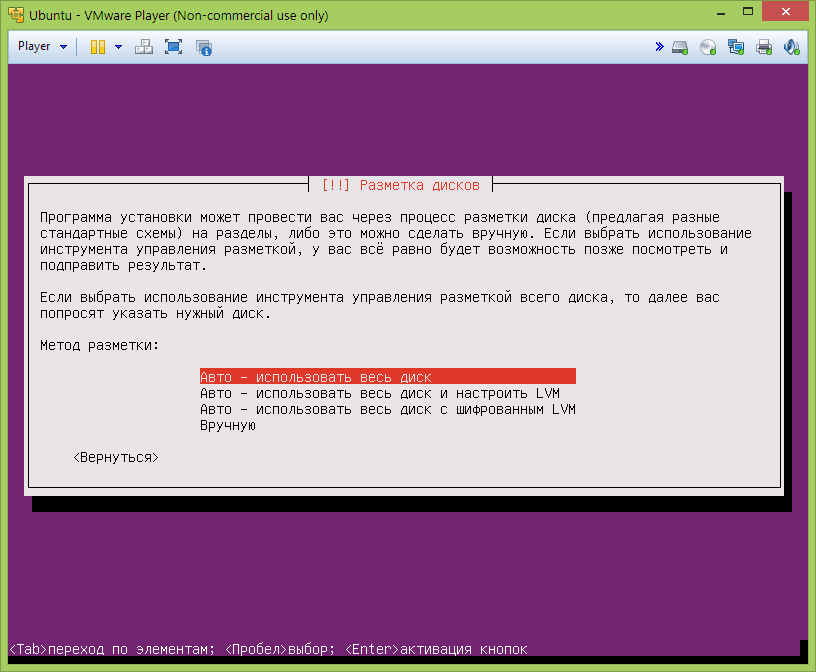 Ubuntu - VMware Player (Non-commercial use only)
Player
[!!] Разметка дисков
Программа установки может провести вас через процесс разметки диска (предлагая разные
стандартные схемы) на разделы, либо это можно сделать вручную. Если выбрать использование
инструмента управления разметкой, у вас всё равно будет возможность позже посмотреть и
подправить результат.
Если выбрать использование инструмента управления разметкой всего диска, то далее вас
попросят указать нужный диск.
Метод разметки:
Авто – использовать весь диск
Авто – использовать весь диск и настроить LVM
Авто – использовать весь диск с шифрованным LVM
Вручную
<Вернуться>
<Tab>переход по элементам; <Пробел>выбор; <Enter>активация кнопок